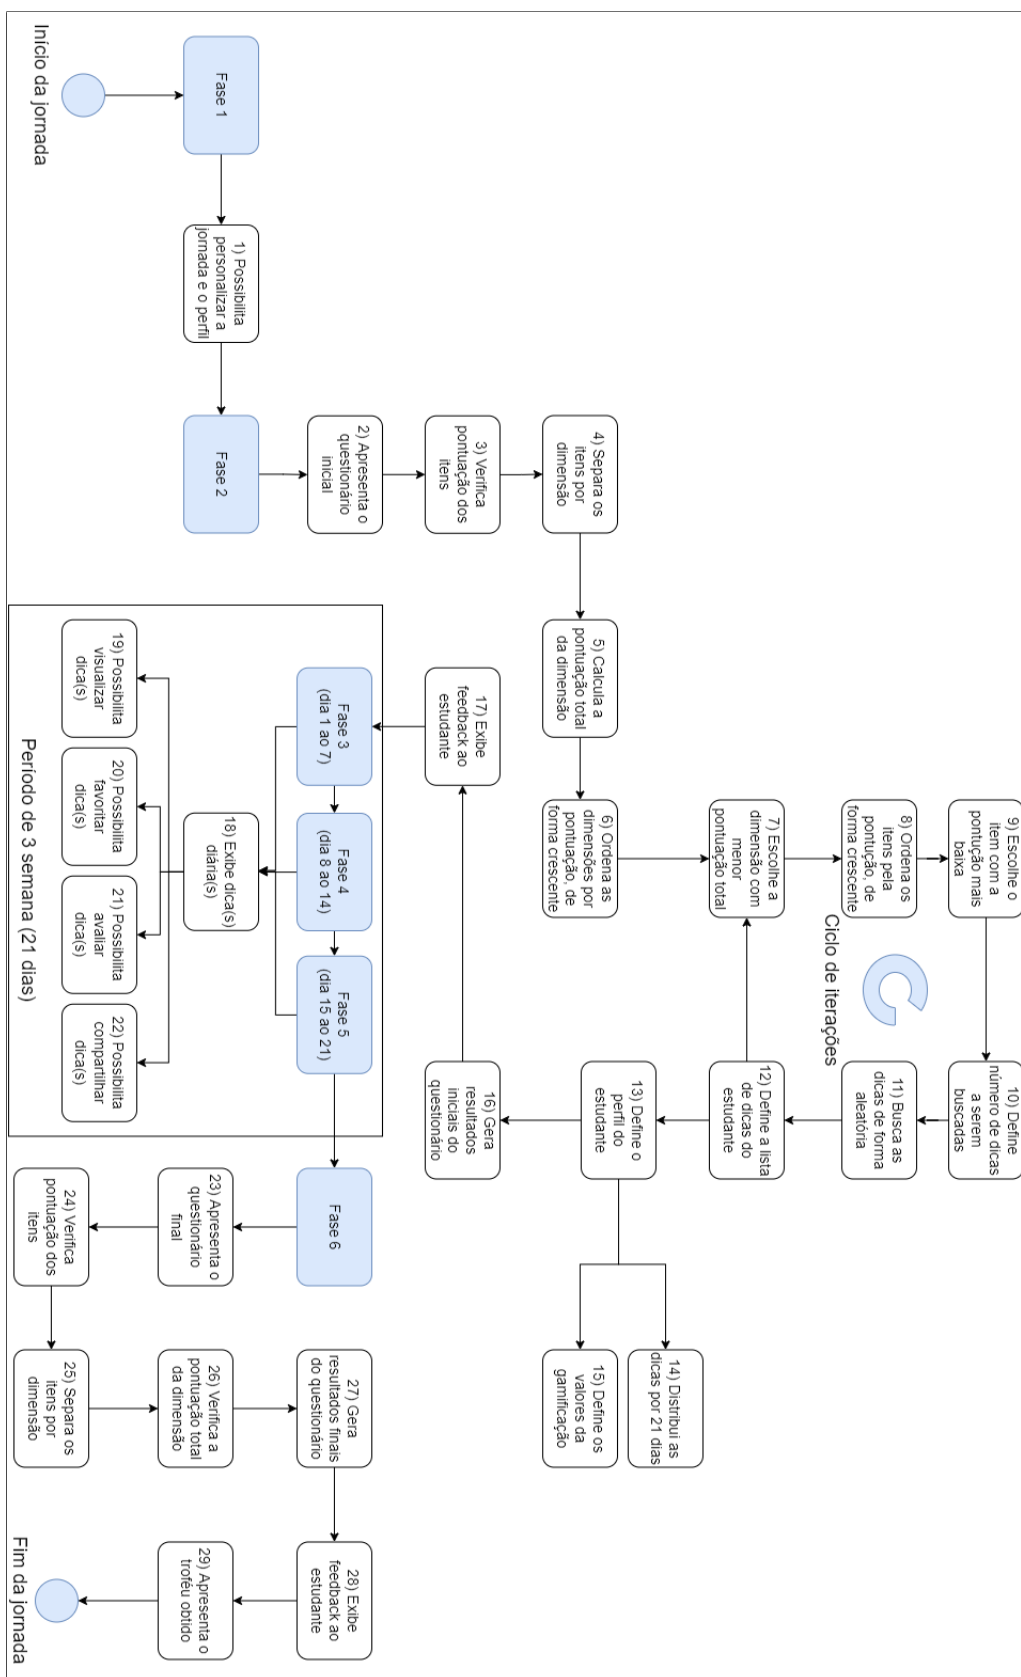 Início da jornada
Fase 1
1) Possibilita
personalizar a
jornada e o perfil
Fase 2
2) Apresenta o
questionário
inicial
3) Verifica
pontuação dos
itens
4) Separa os
itens por
dimensão
5) Calcula a
pontuação total
da dimensão
6) Ordena as
dimensões por
pontuação, de
forma crescente
7) Escolhe a
dimensão com
menor
pontuação total
8) Ordena os
itens pela
pontução, de
forma crescente
9) Escolhe o
item com a
pontução mais
baixa
Ciclo de iterações
10) Define
número de dicas
a serem
buscadas
11) Busca as
dicas de forma
aleatória
12) Define a lista
de dicas do
estudante
13) Define o
perfil do
estudante
14) Distribui as
dicas por 21 dias
15) Define os
valores da
gamificação
16) Gera
resultados
iniciais do
questionário
17) Exibe
feedback ao
estudante
Fase 3
(dia 1 ao 7)
Fase 4
(dia 8 ao 14)
Fase 5
(dia 15 ao 21)
18) Exibe dica(s)
diária(s)
19) Possibilita
visualizar
dica(s)
20) Possibilita
favoritar
dica(s)
21) Possibilita
avaliar
dica(s)
22) Possibilita
compartilhar
dica(s)
Período de 3 semana (21 dias)
Fase 6
23) Apresenta o
questionário
final
24) Verifica
pontuação dos
itens
25) Separa os
itens por
dimensão
26) Verifica a
pontuação total
da dimensão
27) Gera
resultados finais
do questionário
28) Exibe
feedback ao
estudante
29) Apresenta o
troféu obtido
Fim da jornada